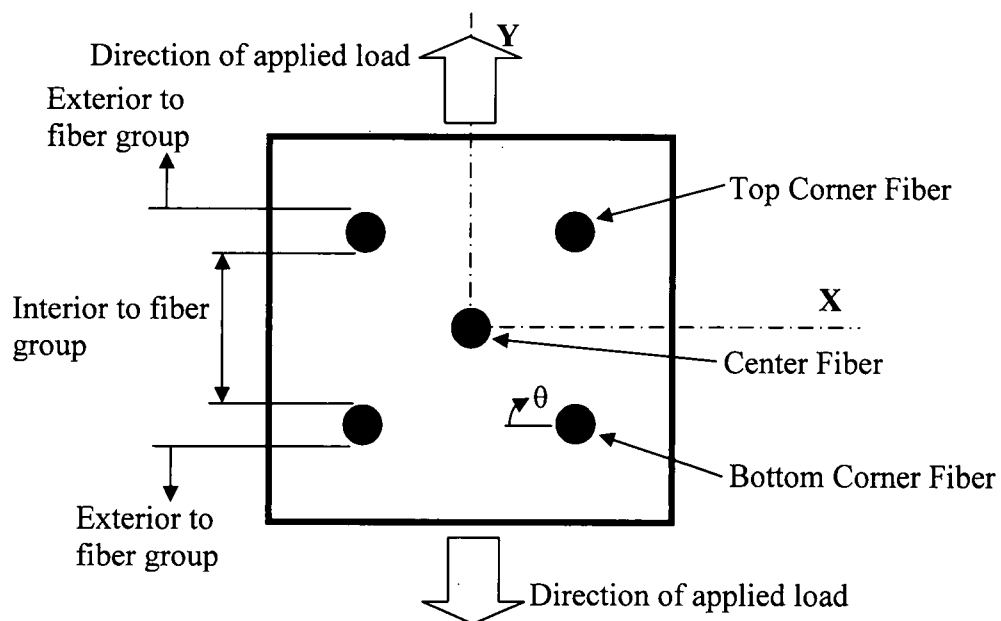 Y
Direction of applied load
Exterior to
fiber group
Top Corner Fiber
X
Interior to fiber
group
Center Fiber
θ
Bottom Corner Fiber
Exterior to
fiber group
Direction of applied load